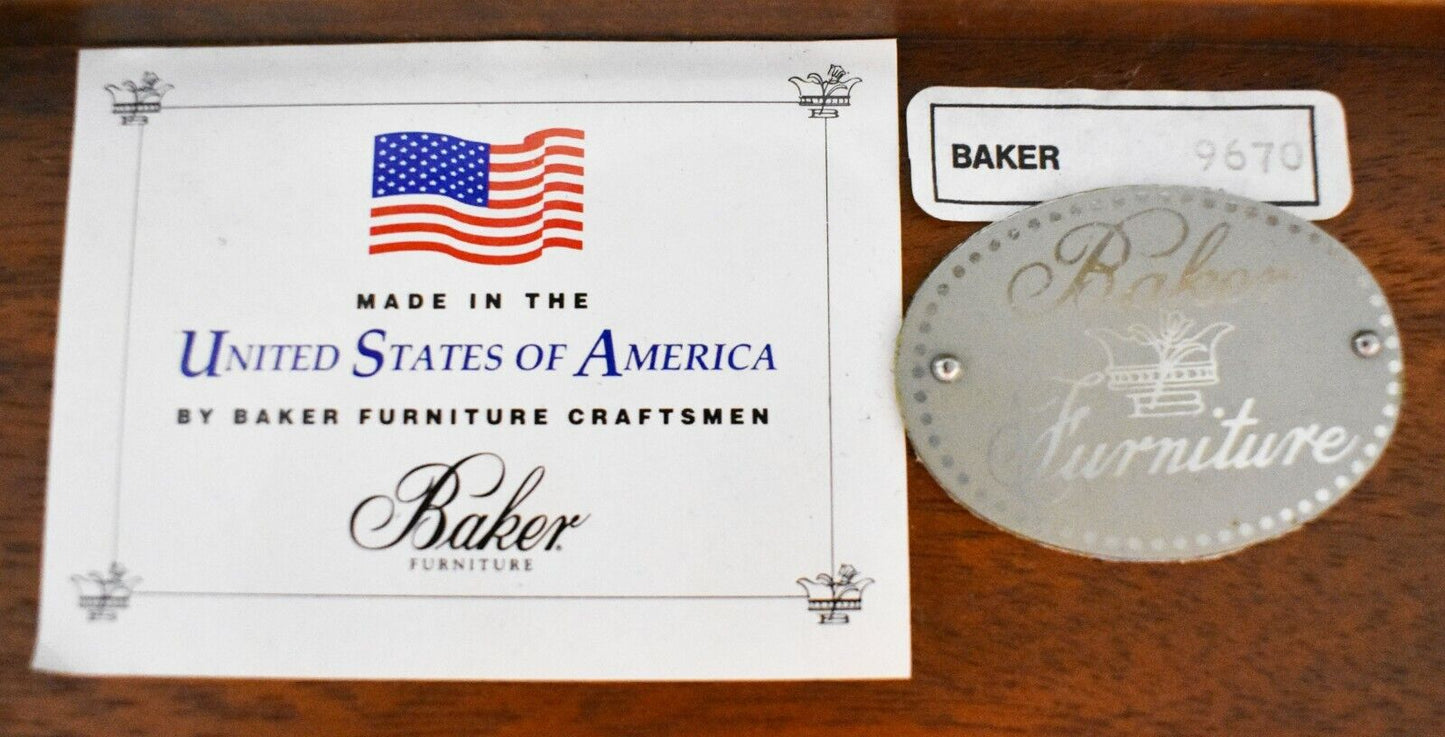 MADE IN THE
UNITED STATES OF AMERICA
BY BAKER FURNITURE CRAFTSMEN
Baker
FURNITURE
BAKER 9670
Baker
Furniture